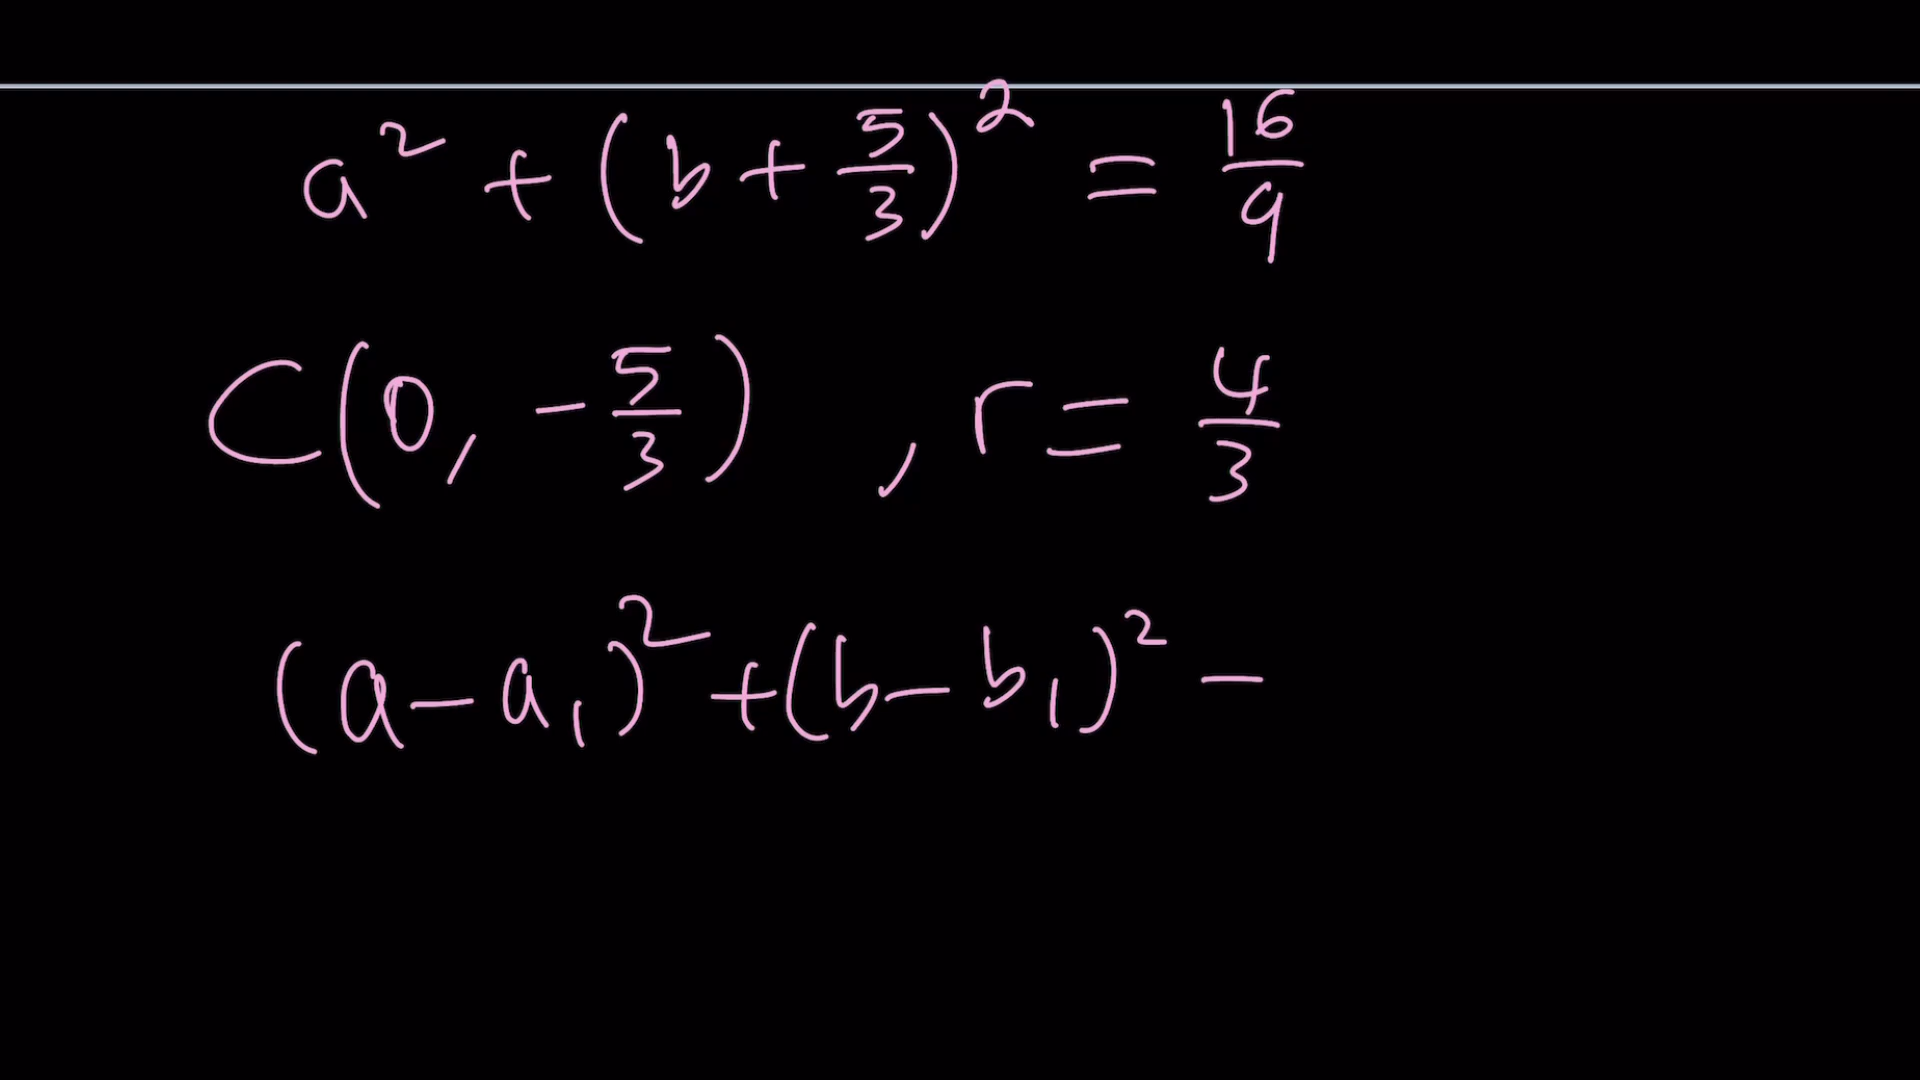 a² + (b + 5/3)² = 16/9
C(0, -5/3) , r = 4/3
(a - a₁)² + (b - b₁)² -